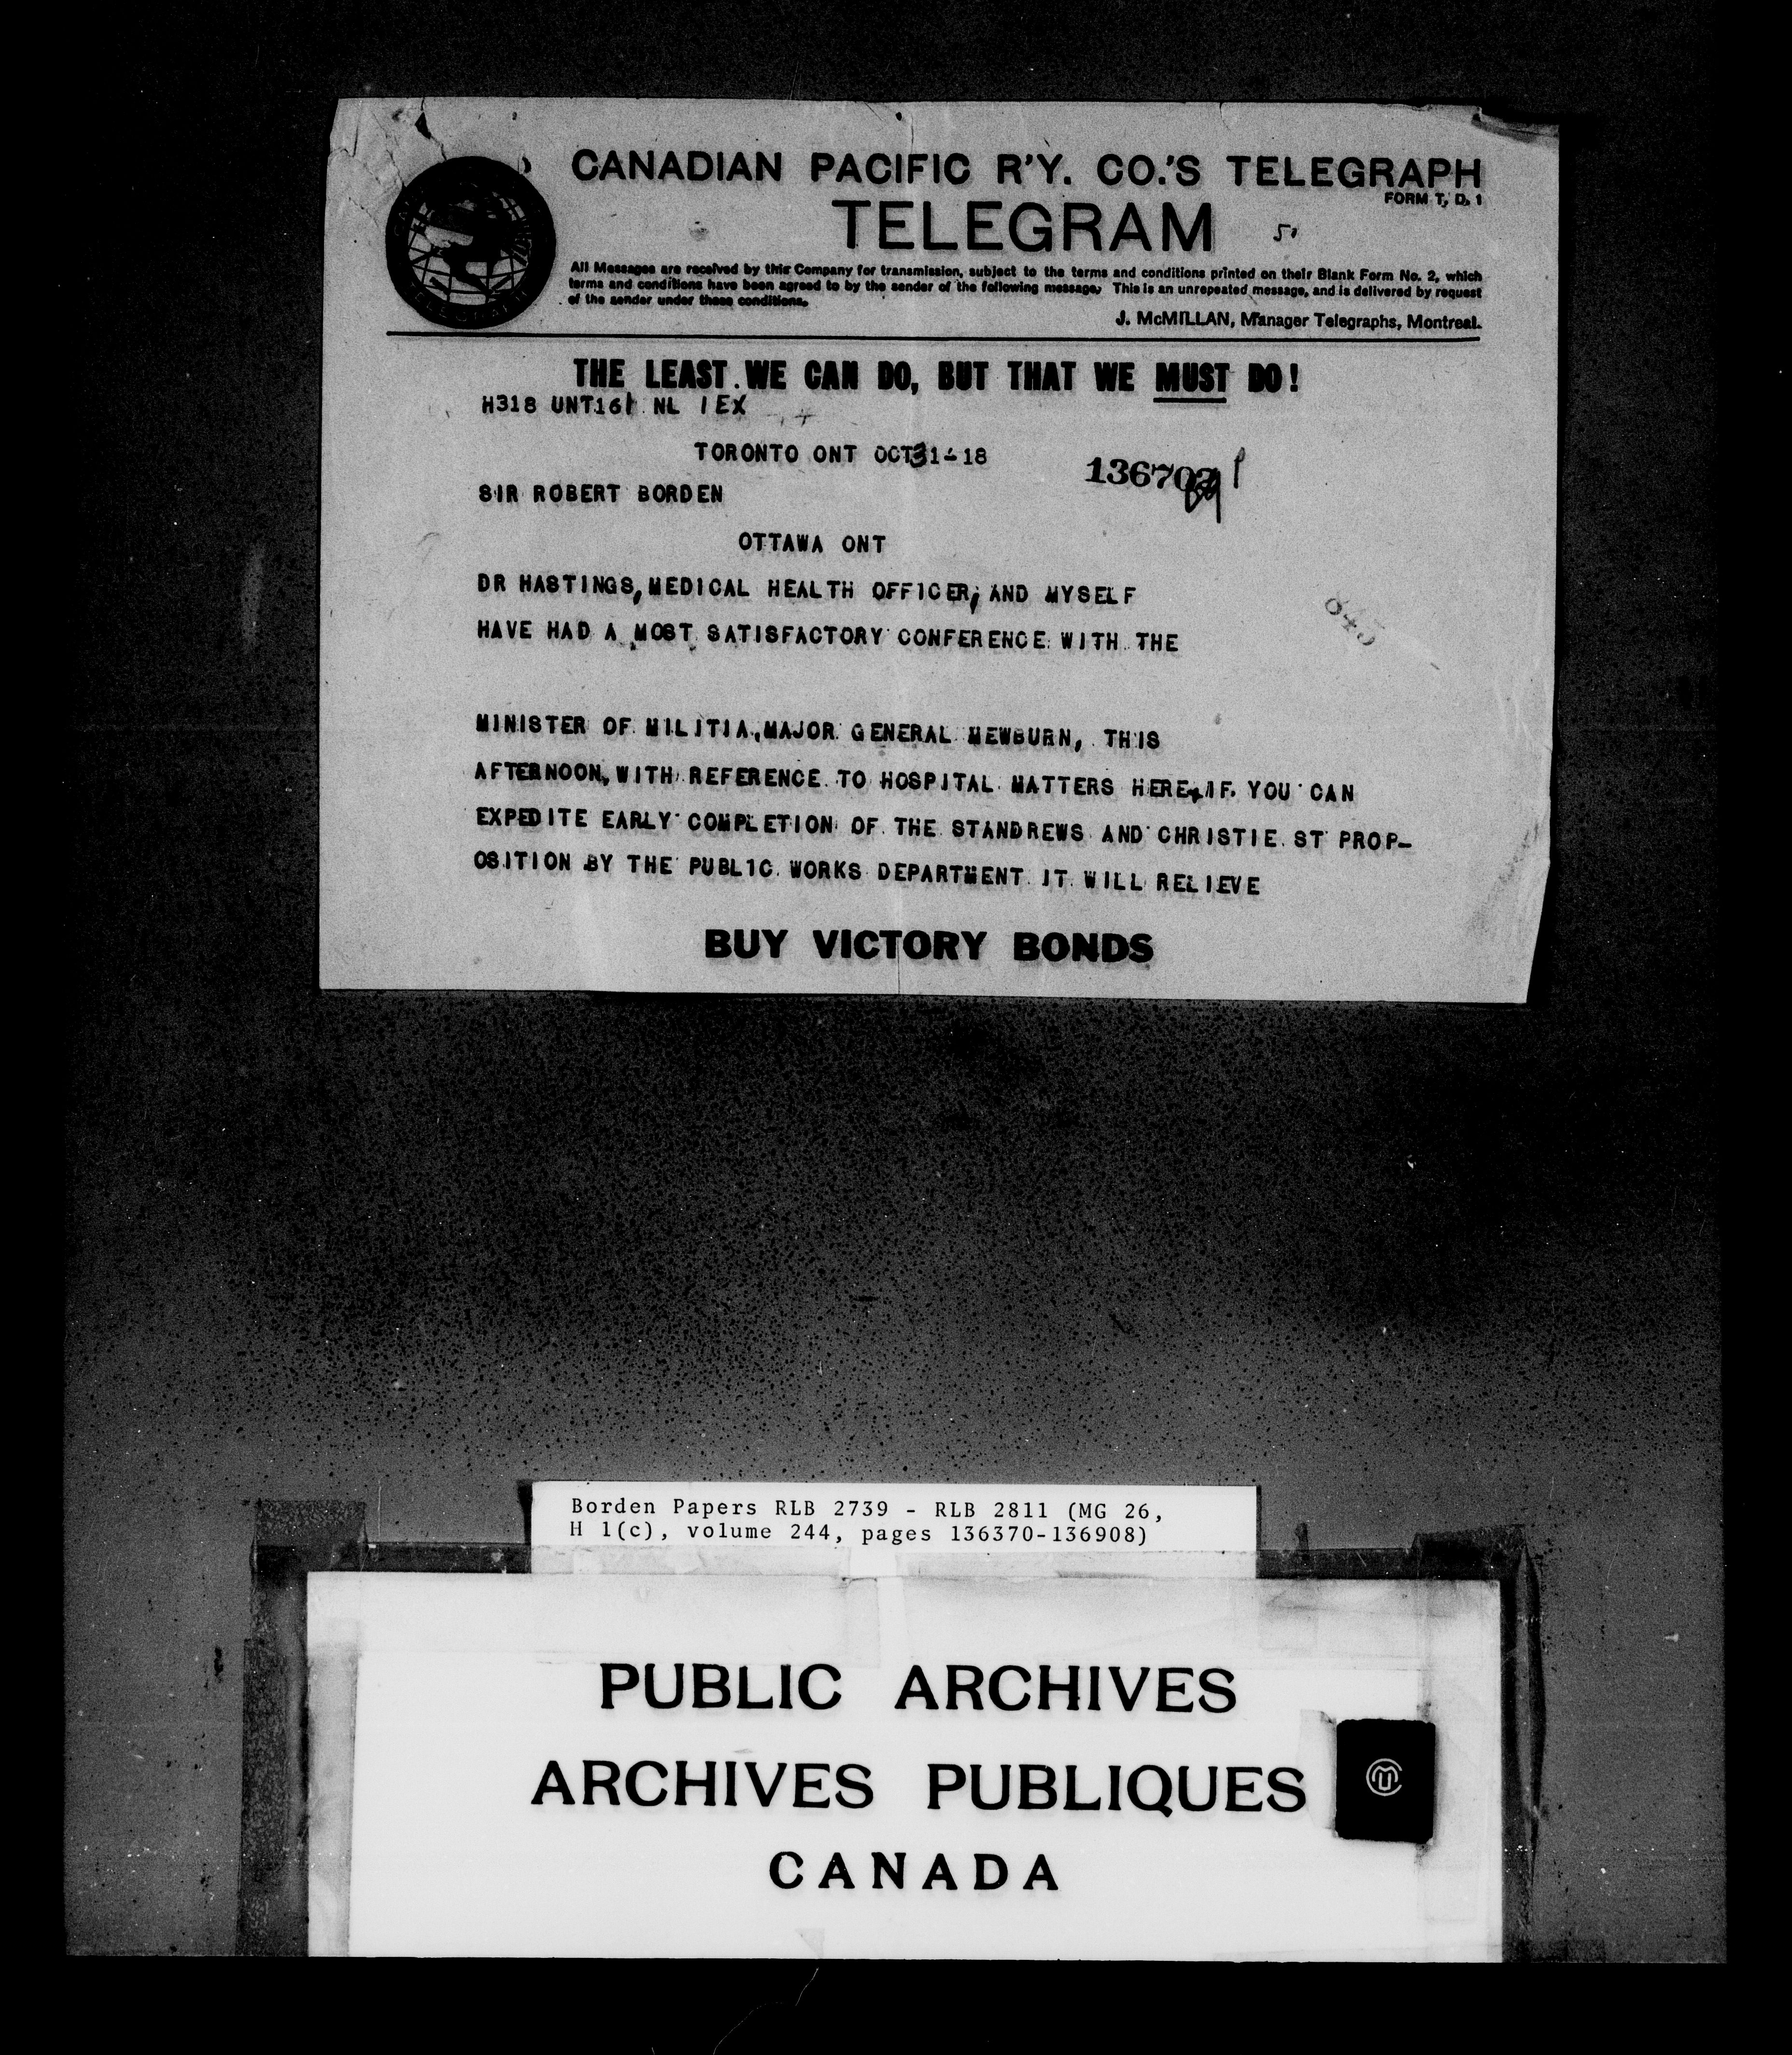 CANADIAN PACIFIC R'Y. CO.'S TELEGRAPH
FORM T, D. 1
TELEGRAM
All Messages are received by this Company for transmission, subject to the terms and conditions printed on their Blank Form No. 2, which
terms and conditions have been agreed to by the sender of the following message. This is an unrepeated message, and is delivered by request
of the sender under these conditions.
J. McMILLAN, Manager Telegraphs, Montreal.
THE LEAST WE CAN DO, BUT THAT WE MUST DO!
H318 UNT161 NL 1EX
TORONTO ONT OCT31-18
136702
SIR ROBERT BORDEN
OTTAWA ONT
DR HASTINGS, MEDICAL HEALTH OFFICER, AND MYSELF
HAVE HAD A MOST SATISFACTORY CONFERENCE WITH THE
MINISTER OF MILITIA, MAJOR GENERAL MEWBURN, THIS
AFTERNOON, WITH REFERENCE TO HOSPITAL MATTERS HERE. IF YOU CAN
EXPEDITE EARLY COMPLETION OF THE STANDREWS AND CHRISTIE ST PROP-
OSITION BY THE PUBLIC WORKS DEPARTMENT IT WILL RELIEVE
BUY VICTORY BONDS
Borden Papers RLB 2739 - RLB 2811 (MG 26,
H 1(c), volume 244, pages 136370-136908)
PUBLIC ARCHIVES
ARCHIVES PUBLIQUES
CANADA